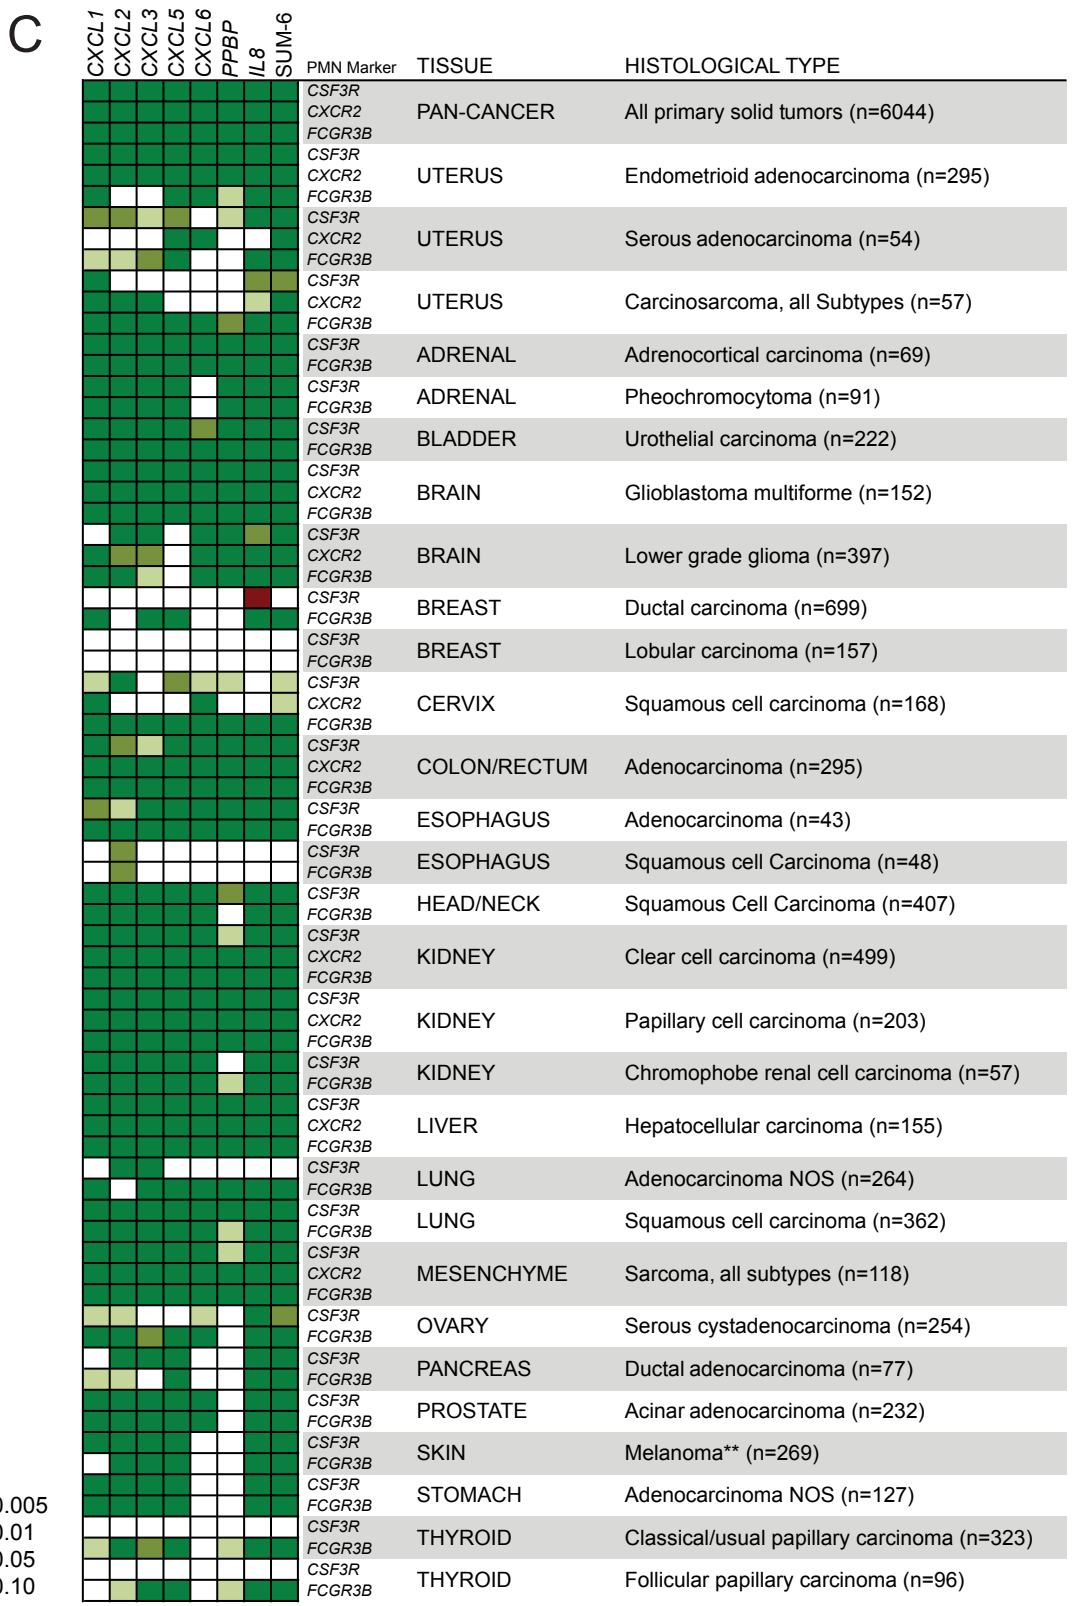 C
CXCL1 CXCL2 CXCL3 CXCL5 CXCL6 PPBP IL8 SUM-6 PMN Marker TISSUE HISTOLOGICAL TYPE
CSF3R
CXCR2 PAN-CANCER All primary solid tumors (n=6044)
FCGR3B
CSF3R
CXCR2 UTERUS Endometrioid adenocarcinoma (n=295)
FCGR3B
CSF3R
CXCR2 UTERUS Serous adenocarcinoma (n=54)
FCGR3B
CSF3R
CXCR2 UTERUS Carcinosarcoma, all Subtypes (n=57)
FCGR3B
CSF3R
ADRENAL Adrenocortical carcinoma (n=69)
FCGR3B
CSF3R
ADRENAL Pheochromocytoma (n=91)
FCGR3B
CSF3R
BLADDER Urothelial carcinoma (n=222)
FCGR3B
CSF3R
CXCR2 BRAIN Glioblastoma multiforme (n=152)
FCGR3B
CSF3R
CXCR2 BRAIN Lower grade glioma (n=397)
FCGR3B
CSF3R
BREAST Ductal carcinoma (n=699)
FCGR3B
CSF3R
BREAST Lobular carcinoma (n=157)
FCGR3B
CSF3R
CXCR2 CERVIX Squamous cell carcinoma (n=168)
FCGR3B
CSF3R
CXCR2 COLON/RECTUM Adenocarcinoma (n=295)
FCGR3B
CSF3R
ESOPHAGUS Adenocarcinoma (n=43)
FCGR3B
CSF3R
ESOPHAGUS Squamous cell Carcinoma (n=48)
FCGR3B
CSF3R
HEAD/NECK Squamous Cell Carcinoma (n=407)
FCGR3B
CSF3R
CXCR2 KIDNEY Clear cell carcinoma (n=499)
FCGR3B
CSF3R
CXCR2 KIDNEY Papillary cell carcinoma (n=203)
FCGR3B
CSF3R
KIDNEY Chromophobe renal cell carcinoma (n=57)
FCGR3B
CSF3R
CXCR2 LIVER Hepatocellular carcinoma (n=155)
FCGR3B
CSF3R
LUNG Adenocarcinoma NOS (n=264)
FCGR3B
CSF3R
LUNG Squamous cell carcinoma (n=362)
FCGR3B
CSF3R
CXCR2 MESENCHYME Sarcoma, all subtypes (n=118)
FCGR3B
CSF3R
OVARY Serous cystadenocarcinoma (n=254)
FCGR3B
CSF3R
PANCREAS Ductal adenocarcinoma (n=77)
FCGR3B
CSF3R
PROSTATE Acinar adenocarcinoma (n=232)
FCGR3B
CSF3R
SKIN Melanoma** (n=269)
FCGR3B
CSF3R
STOMACH Adenocarcinoma NOS (n=127)
FCGR3B
CSF3R
THYROID Classical/usual papillary carcinoma (n=323)
FCGR3B
CSF3R
THYROID Follicular papillary carcinoma (n=96)
FCGR3B
0.005
0.01
0.05
0.10